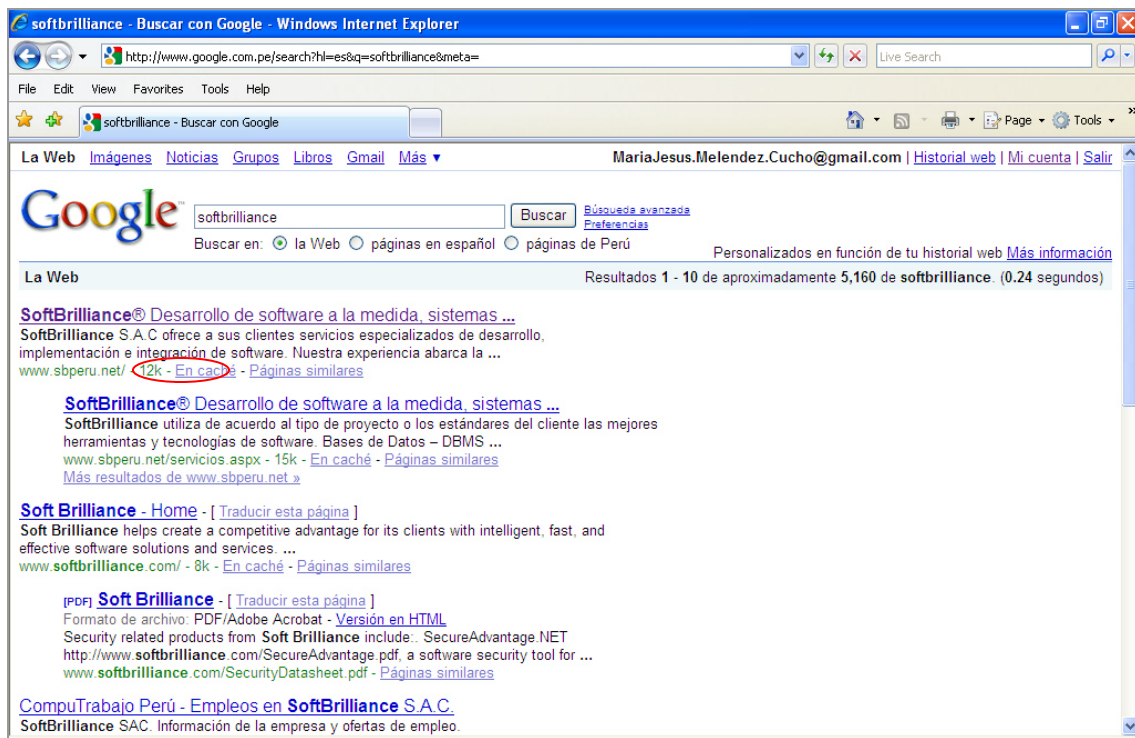 softbrilliance - Buscar con Google - Windows Internet Explorer
http://www.google.com.pe/search?hl=es&q=softbrilliance&meta=
Live Search
File Edit View Favorites Tools Help
softbrilliance - Buscar con Google
Page Tools
La Web Imágenes Noticias Grupos Libros Gmail Más ▼ MariaJesus.Melendez.Cucho@gmail.com | Historial web | Mi cuenta | Salir
Google™
softbrilliance Buscar
Búsqueda avanzada
Preferencias
Buscar en: la Web páginas en español páginas de Perú
Personalizados en función de tu historial web Más información
La Web Resultados 1 - 10 de aproximadamente 5,160 de softbrilliance. (0.24 segundos)
SoftBrilliance® Desarrollo de software a la medida, sistemas ...
SoftBrilliance S.A.C ofrece a sus clientes servicios especializados de desarrollo,
implementación e integración de software. Nuestra experiencia abarca la ...
www.sbperu.net/ - 12k - En caché - Páginas similares
SoftBrilliance® Desarrollo de software a la medida, sistemas ...
SoftBrilliance utiliza de acuerdo al tipo de proyecto o los estándares del cliente las mejores
herramientas y tecnologías de software. Bases de Datos – DBMS ...
www.sbperu.net/servicios.aspx - 15k - En caché - Páginas similares
Más resultados de www.sbperu.net »
Soft Brilliance - Home - [ Traducir esta página ]
Soft Brilliance helps create a competitive advantage for its clients with intelligent, fast, and
effective software solutions and services. ...
www.softbrilliance.com/ - 8k - En caché - Páginas similares
[PDF] Soft Brilliance - [ Traducir esta página ]
Formato de archivo: PDF/Adobe Acrobat - Versión en HTML
Security related products from Soft Brilliance include:. SecureAdvantage.NET
http://www.softbrilliance.com/SecureAdvantage.pdf, a software security tool for ...
www.softbrilliance.com/SecurityDatasheet.pdf - Páginas similares
CompuTrabajo Perú - Empleos en SoftBrilliance S.A.C.
SoftBrilliance SAC. Información de la empresa y ofertas de empleo.